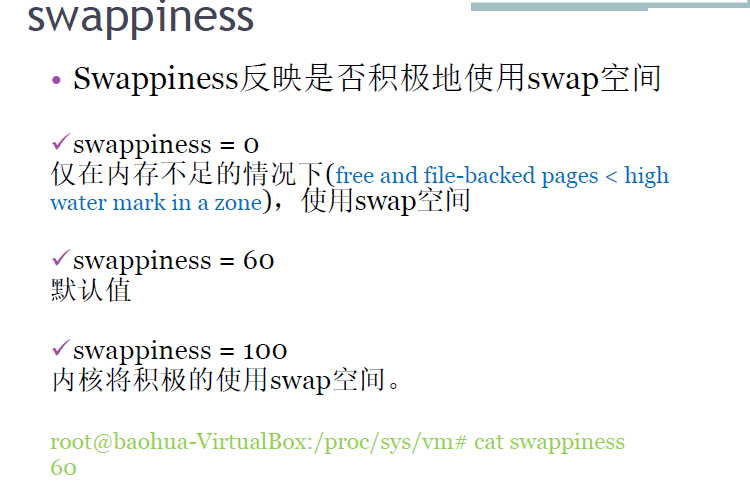 swappiness
• Swappiness反映是否积极地使用swap空间
✓swappiness = 0
仅在内存不足的情况下(free and file-backed pages < high
water mark in a zone)，使用swap空间
✓swappiness = 60
默认值
✓swappiness = 100
内核将积极的使用swap空间。
root@baohua-VirtualBox:/proc/sys/vm# cat swappiness
60